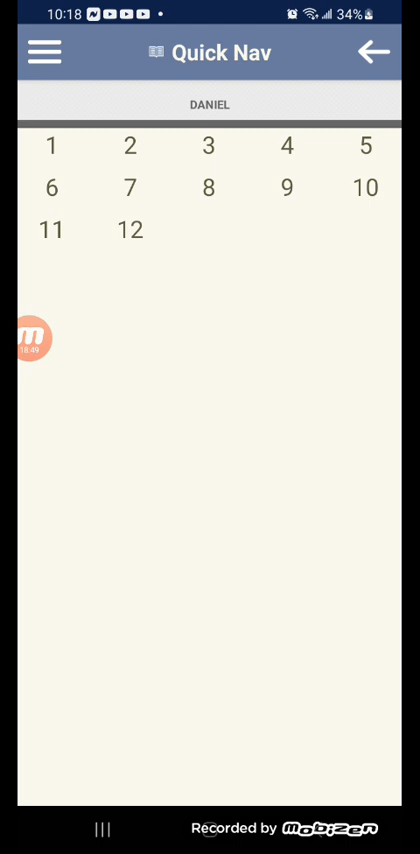 10:18 34%
Quick Nav
DANIEL
1 2 3 4 5
6 7 8 9 10
11 12
m
18:49
Recorded by mobizen